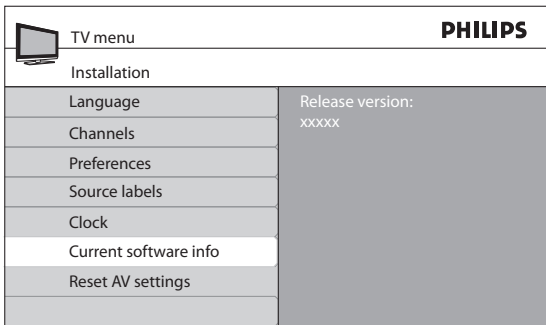 TV menu
PHILIPS
Installation
Language
Channels
Preferences
Source labels
Clock
Current software info
Reset AV settings
Release version:
xxxxx